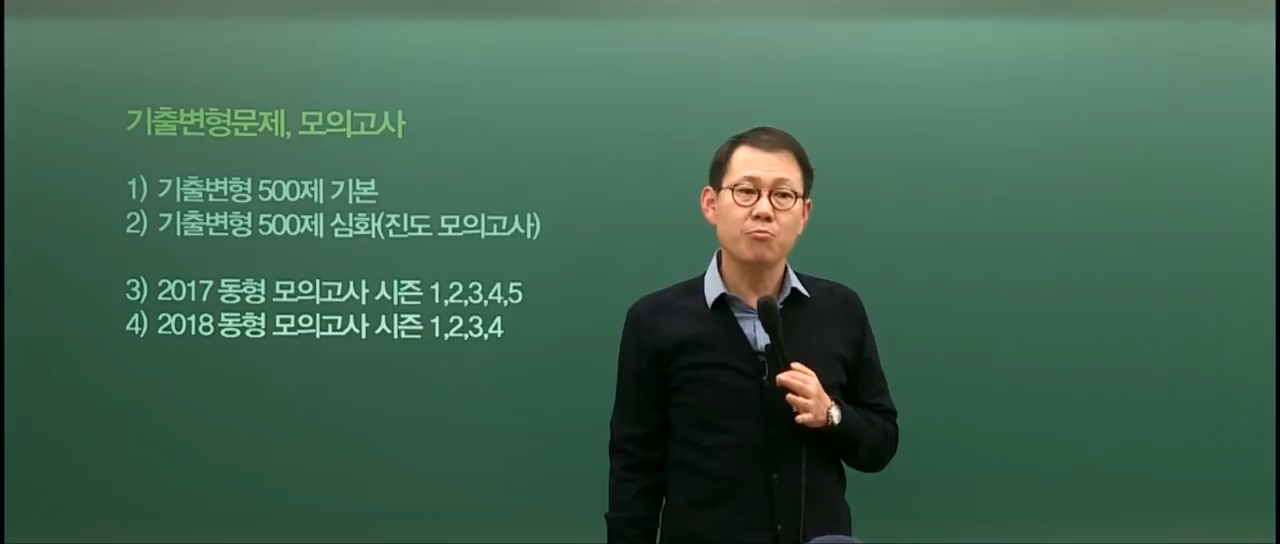 기출변형문제, 모의고사
1) 기출변형 500제 기본
2) 기출변형 500제 심화(진도 모의고사)
3) 2017 동형 모의고사 시즌 1,2,3,4,5
4) 2018 동형 모의고사 시즌 1,2,3,4